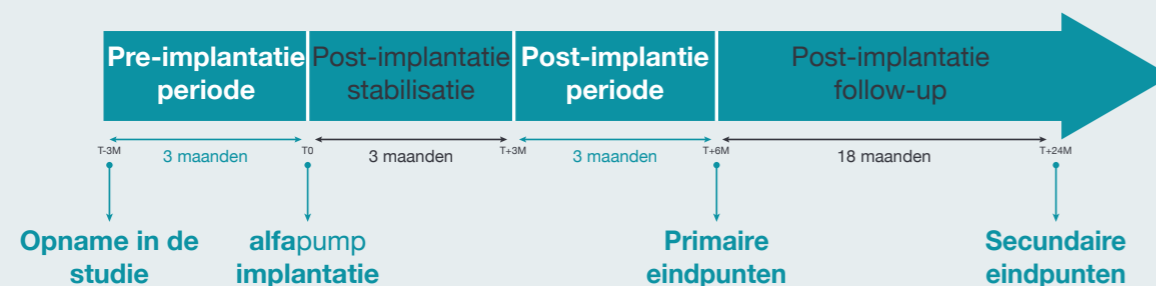 Pre-implantatie
periode
Post-implantatie
stabilisatie
Post-implantie
periode
Post-implantatie
follow-up
T-3M
3 maanden
T0
3 maanden
T+3M
3 maanden
T+6M
18 maanden
T+24M
Opname in de
studie
alfapump
implantatie
Primaire
eindpunten
Secundaire
eindpunten